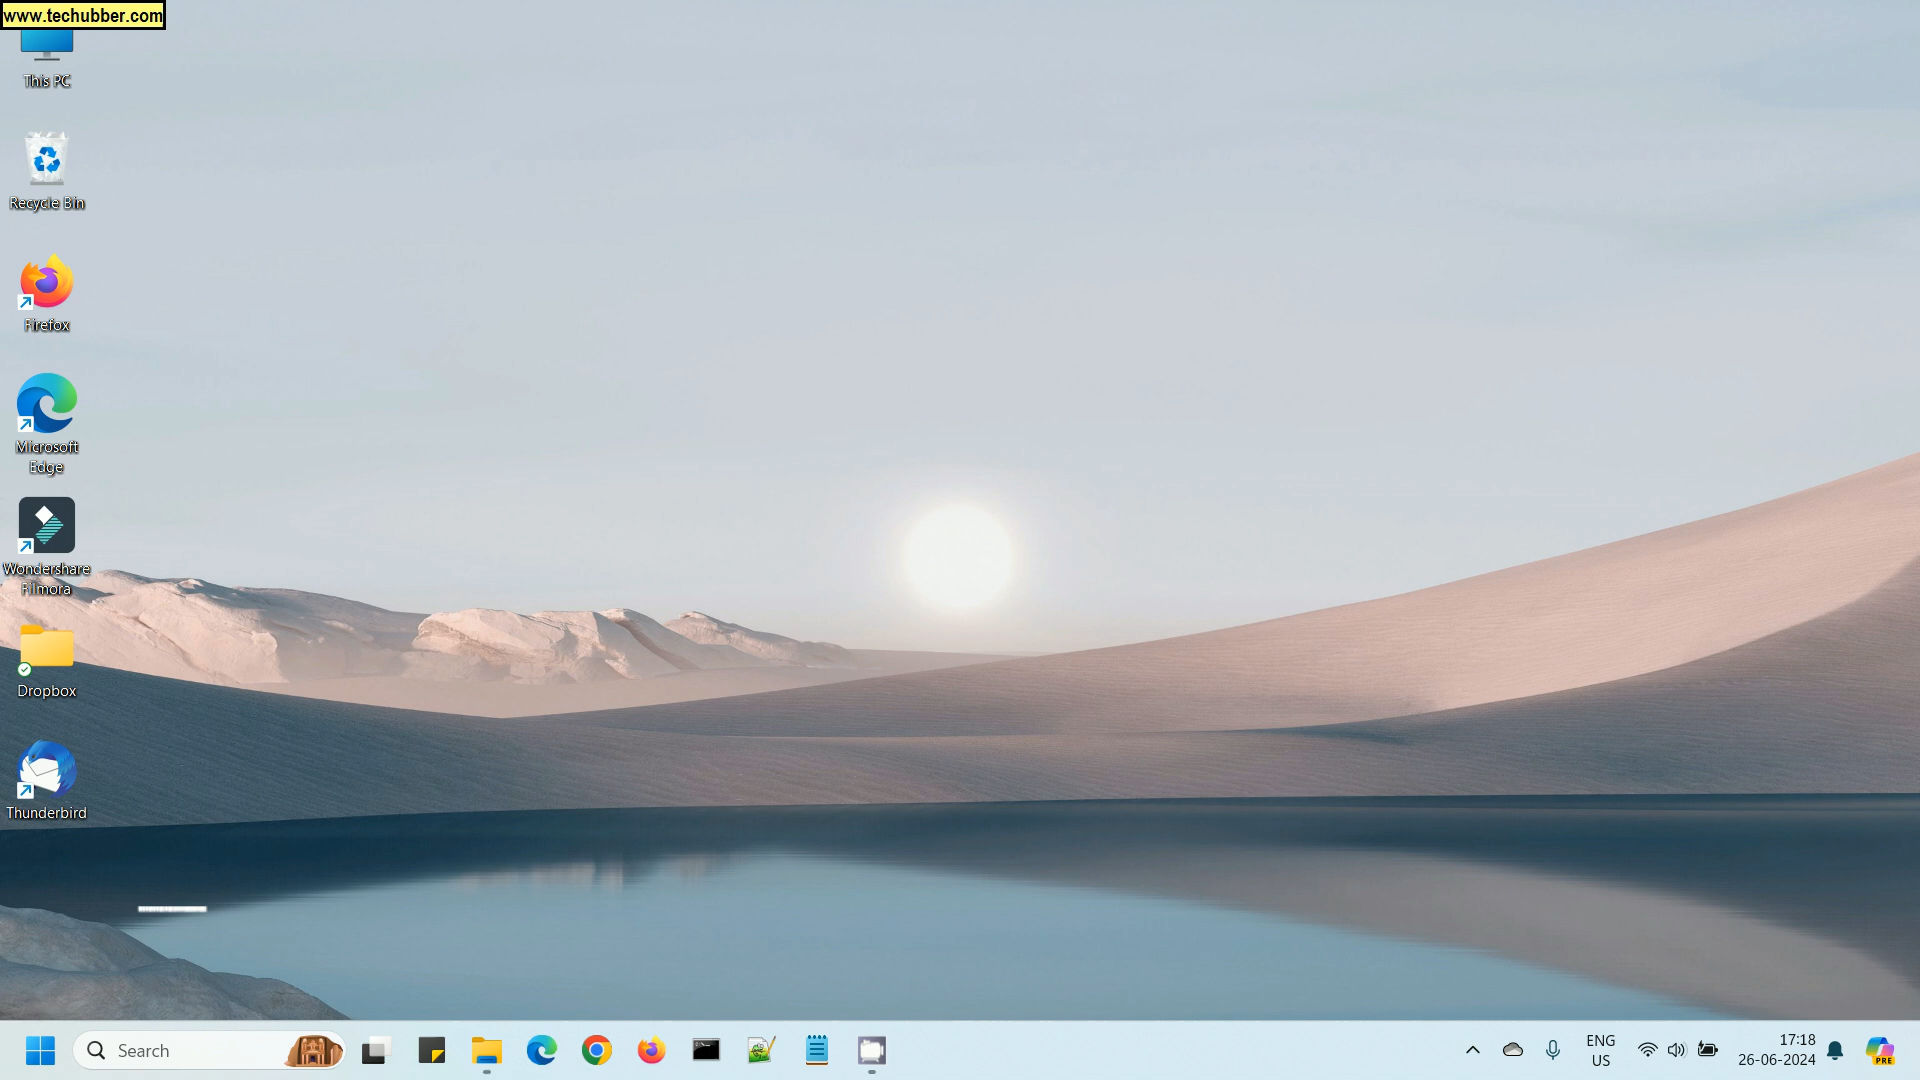 www.techubber.com
This PC
Recycle Bin
Firefox
Microsoft
Edge
Wondershare
Filmora
Dropbox
Thunderbird
Search
ENG
US
17:18
26-06-2024
PRE